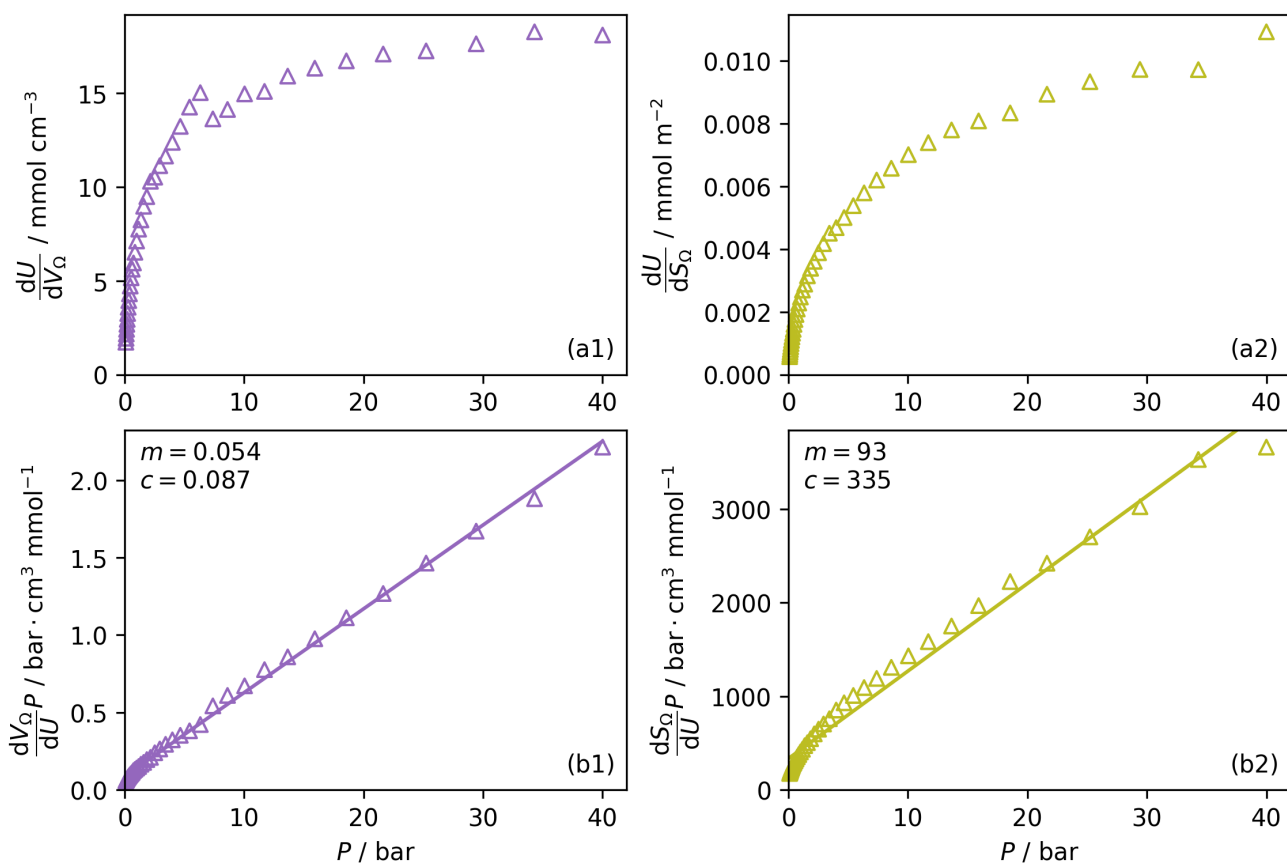 dU/dV_Ω / mmol cm⁻³
15
10
5
0
0 10 20 30 40
(a1)
dU/dS_Ω / mmol m⁻²
0.010
0.008
0.006
0.004
0.002
0.000
0 10 20 30 40
(a2)
dV_Ω/dU P / bar · cm³ mmol⁻¹
2.0
1.5
1.0
0.5
0.0
m = 0.054
c = 0.087
(b1)
0 10 20 30 40
P / bar
dS_Ω/dU P / bar · cm³ mmol⁻¹
3000
2000
1000
0
m = 93
c = 335
(b2)
0 10 20 30 40
P / bar